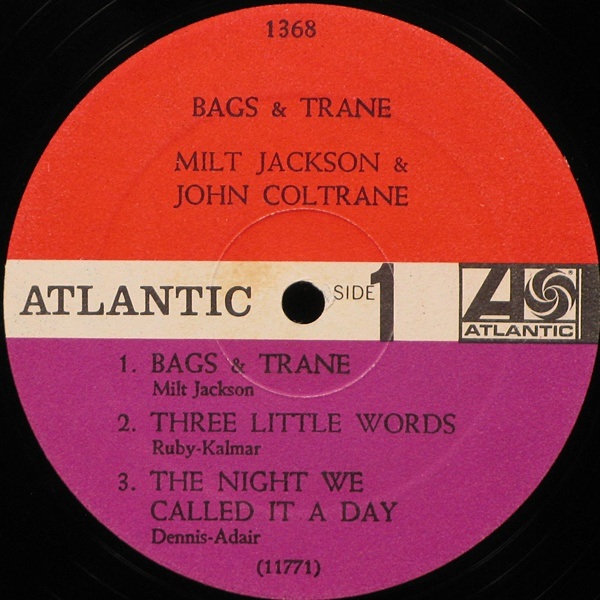 1368
BAGS & TRANE
MILT JACKSON &
JOHN COLTRANE
ATLANTIC
SIDE 1
ATLANTIC
1. BAGS & TRANE
Milt Jackson
2. THREE LITTLE WORDS
Ruby-Kalmar
3. THE NIGHT WE
CALLED IT A DAY
Dennis-Adair
(11771)